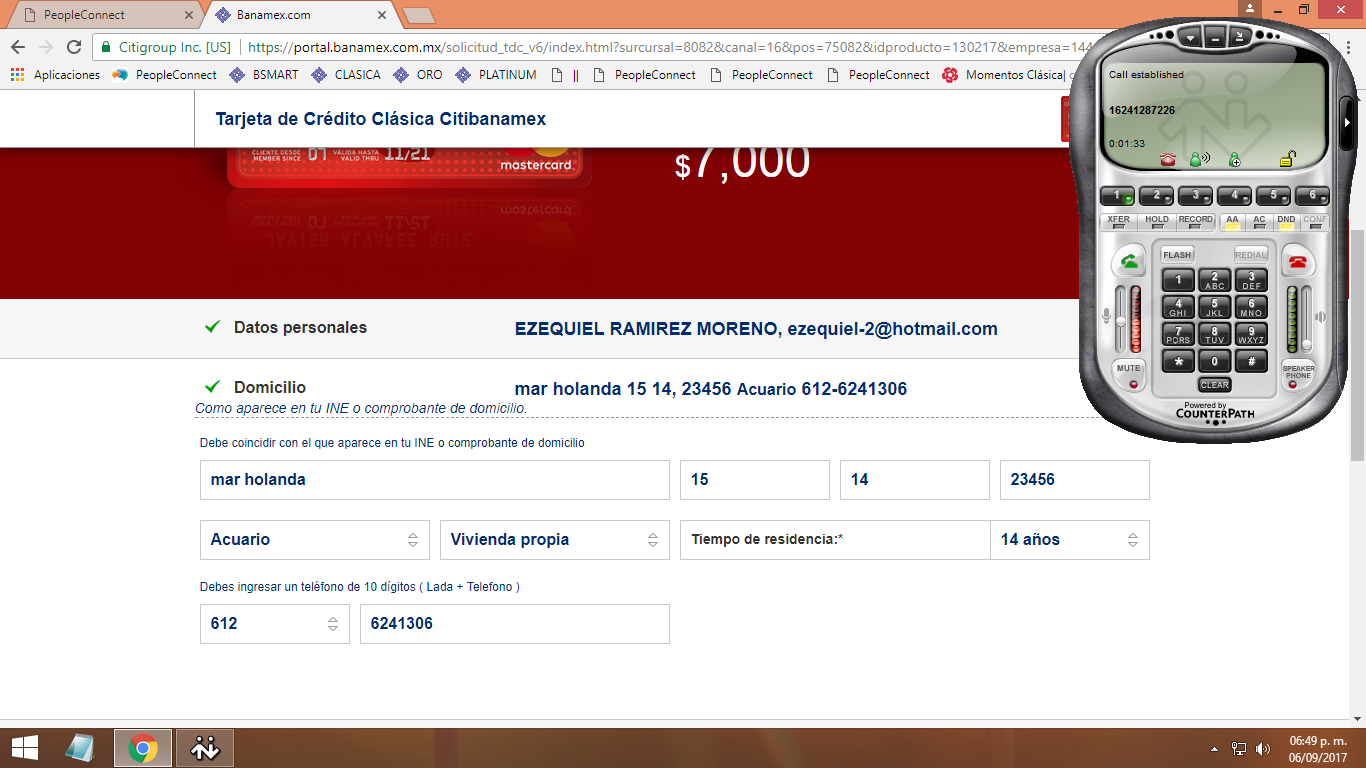 PeopleConnect
Banamex.com
Citigroup Inc. [US] https://portal.banamex.com.mx/solicitud_tdc_v6/index.html?sursursal=8082&canal=16&pos=75082&idproducto=130217&empresa=144
Aplicaciones PeopleConnect BSMART CLASICA ORO PLATINUM || PeopleConnect PeopleConnect PeopleConnect Momentos Clásica|
Tarjeta de Crédito Clásica Citibanamex
CLIENTE DESDE MEMBER SINCE 07 VÁLIDA HASTA VALID THRU 11/21
mastercard
$7,000
Datos personales EZEQUIEL RAMIREZ MORENO, ezequiel-2@hotmail.com
Domicilio mar holanda 15 14, 23456 Acuario 612-6241306
Como aparece en tu INE o comprobante de domicilio.
Debe coincidir con el que aparece en tu INE o comprobante de domicilio
mar holanda 15 14 23456
Acuario Vivienda propia Tiempo de residencia:* 14 años
Debes ingresar un teléfono de 10 dígitos ( Lada + Telefono )
612 6241306
Call established
16241287226
0:01:33
1 2 3 4 5 6
XFER HOLD RECORD AA AC DND CONF
FLASH REDIAL
1 2 ABC 3 DEF
4 GHI 5 JKL 6 MNO
7 PQRS 8 TUV 9 WXYZ
* 0 #
MUTE CLEAR SPEAKER PHONE
Powered by
COUNTERPATH
06:49 p. m.
06/09/2017